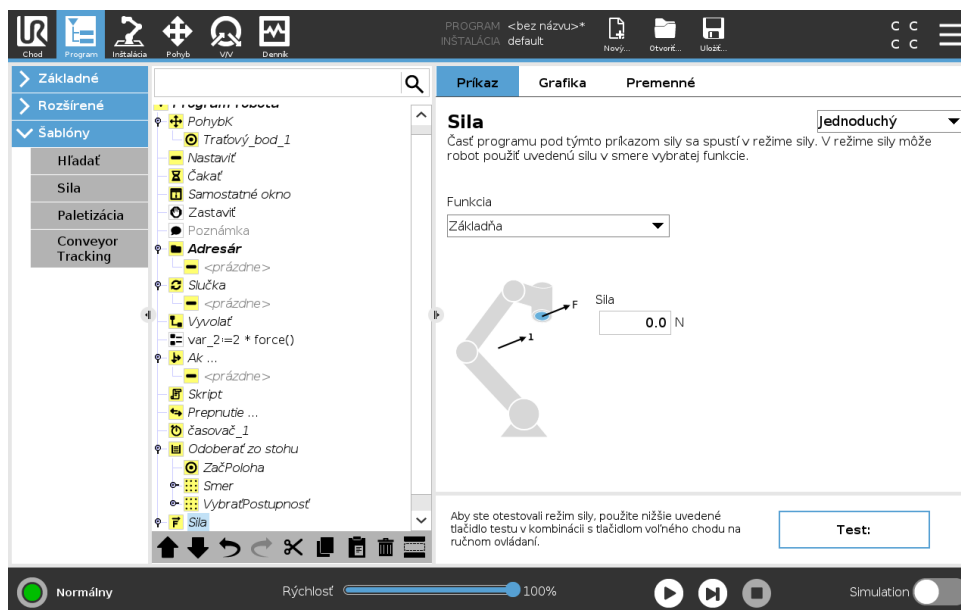 PROGRAM <bez názvu>*
INŠTALÁCIA default
Chod Program Inštalácia Pohyb V/V Denník Nový... Otvoriť... Uložiť...
C C
C C
Základné
Rozšírené
Šablóny
Hľadať
Sila
Paletizácia
Conveyor
Tracking
Program robota
PohybK
Traťový_bod_1
Nastaviť
Čakať
Samostatné okno
Zastaviť
Poznámka
Adresár
<prázdne>
Slučka
<prázdne>
Vyvolať
var_2:=2 * force()
Ak ...
<prázdne>
Skript
Prepnutie ...
časovač_1
Odoberať zo stohu
ZačPoloha
Smer
VybraťPostupnosť
Sila
Príkaz Grafika Premenné
Sila Jednoduchý
Časť programu pod týmto príkazom sily sa spustí v režime sily. V režime sily môže
robot použiť uvedenú silu v smere vybratej funkcie.
Funkcia
Základňa
F
1
Sila
0.0 N
Aby ste otestovali režim sily, použite nižšie uvedené
tlačidlo testu v kombinácii s tlačidlom voľného chodu na
ručnom ovládaní.
Test:
Normálny Rýchlosť 100% Simulation